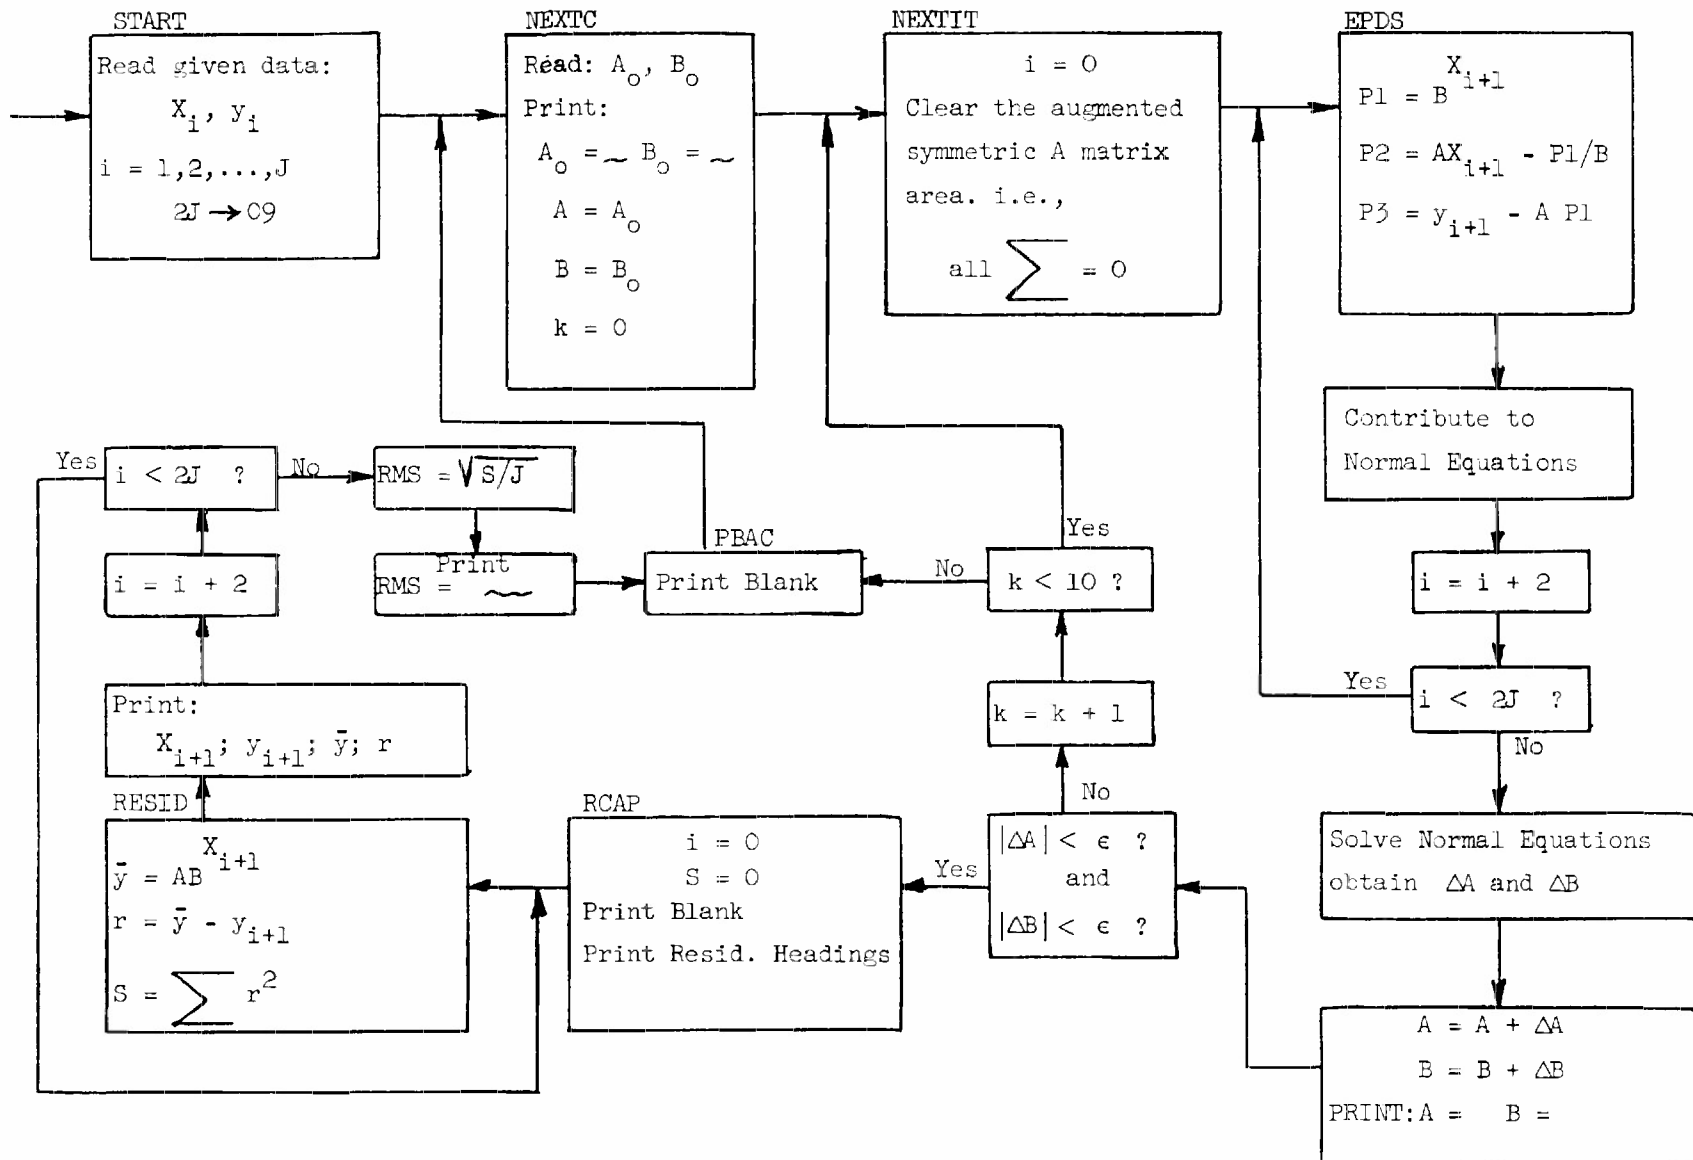 START
Read given data:
X_i, y_i
i = 1,2,...,J
2J → 09
NEXTC
Read: A_o, B_o
Print:
A_o = ~ B_o = ~
A = A_o
B = B_o
k = 0
NEXTIT
i = 0
Clear the augmented
symmetric A matrix
area. i.e.,
all ∑ = 0
EPDS
P1 = B^{X_{i+1}}
P2 = AX_{i+1} - P1/B
P3 = y_{i+1} - A P1
Contribute to
Normal Equations
i = i + 2
i < 2J ?
Yes
No
Solve Normal Equations
obtain ΔA and ΔB
A = A + ΔA
B = B + ΔB
PRINT: A = B =
|ΔA| < ϵ ?
and
|ΔB| < ϵ ?
Yes
No
k = k + 1
k < 10 ?
Yes
No
PBAC
Print Blank
RCAP
i = 0
S = 0
Print Blank
Print Resid. Headings
RESID
ȳ = AB^{X_{i+1}}
r = ȳ - y_{i+1}
S = ∑ r^2
Print:
X_{i+1}; y_{i+1}; ȳ; r
i = i + 2
i < 2J ?
Yes
No
RMS = √S/J
Print
RMS = ~